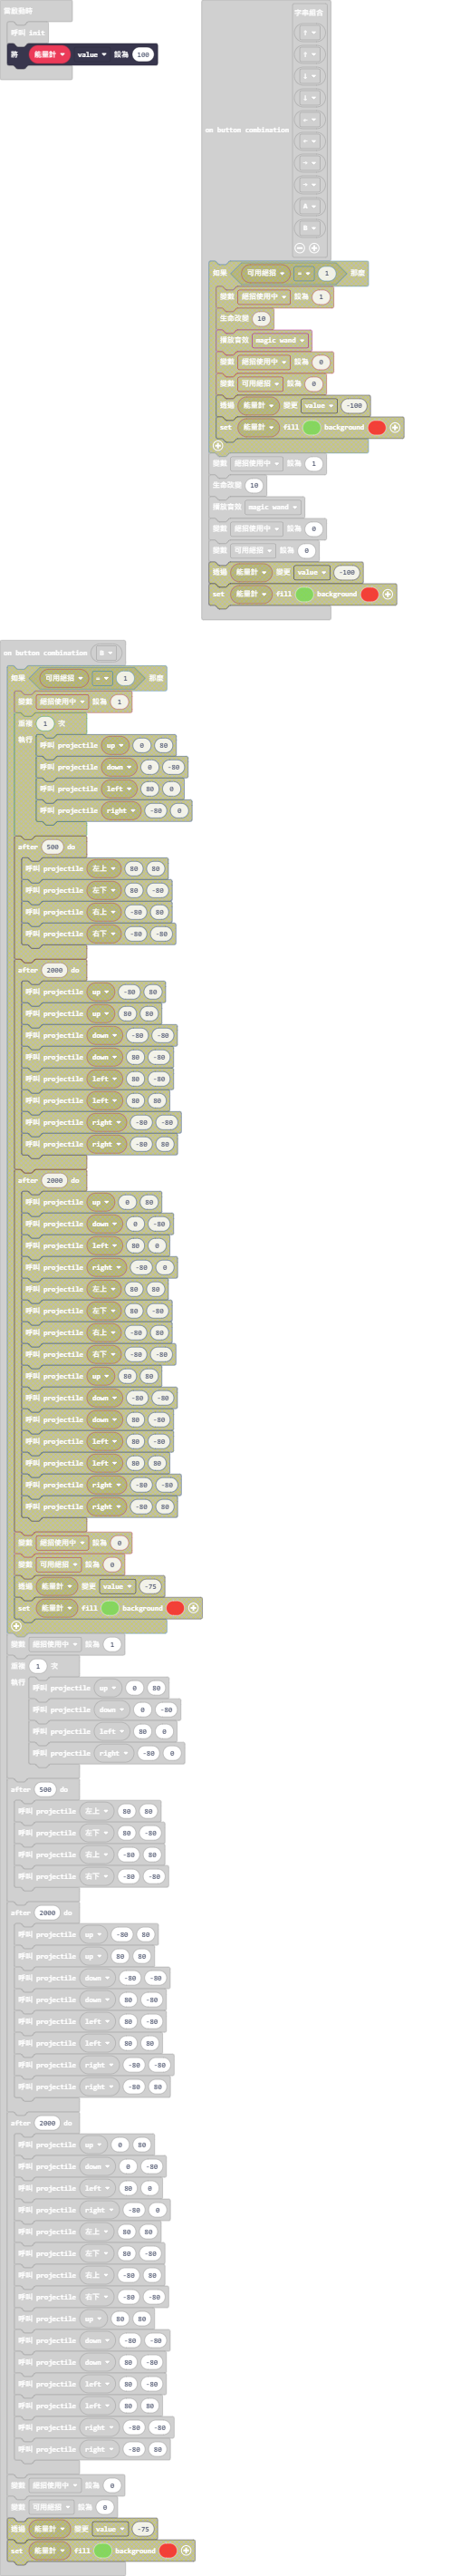 當啟動時
呼叫 init
將 能量計 value 設為 100
字串組合
↑
↑
↓
↓
←
←
→
→
A
B
on button combination
如果 可用絕招 = 1 那麼
變數 絕招使用中 設為 1
生命改變 10
播放音效 magic wand
變數 絕招使用中 設為 0
變數 可用絕招 設為 0
透過 能量計 變更 value -100
set 能量計 fill background
變數 絕招使用中 設為 1
生命改變 10
播放音效 magic wand
變數 絕招使用中 設為 0
變數 可用絕招 設為 0
透過 能量計 變更 value -100
set 能量計 fill background
on button combination B
如果 可用絕招 = 1 那麼
變數 絕招使用中 設為 1
重複 1 次
執行 呼叫 projectile up 0 80
呼叫 projectile down 0 -80
呼叫 projectile left 80 0
呼叫 projectile right -80 0
after 500 do
呼叫 projectile 左上 80 80
呼叫 projectile 左下 80 -80
呼叫 projectile 右上 -80 80
呼叫 projectile 右下 -80 -80
after 2000 do
呼叫 projectile up -80 80
呼叫 projectile up 80 80
呼叫 projectile down -80 -80
呼叫 projectile down 80 -80
呼叫 projectile left 80 -80
呼叫 projectile left 80 80
呼叫 projectile right -80 -80
呼叫 projectile right -80 80
after 2000 do
呼叫 projectile up 0 80
呼叫 projectile down 0 -80
呼叫 projectile left 80 0
呼叫 projectile right -80 0
呼叫 projectile 左上 80 80
呼叫 projectile 左下 80 -80
呼叫 projectile 右上 -80 80
呼叫 projectile 右下 -80 -80
呼叫 projectile up 80 80
呼叫 projectile down -80 -80
呼叫 projectile down 80 -80
呼叫 projectile left 80 -80
呼叫 projectile left 80 80
呼叫 projectile right -80 -80
呼叫 projectile right -80 80
變數 絕招使用中 設為 0
變數 可用絕招 設為 0
透過 能量計 變更 value -75
set 能量計 fill background
變數 絕招使用中 設為 1
重複 1 次
執行 呼叫 projectile up 0 80
呼叫 projectile down 0 -80
呼叫 projectile left 80 0
呼叫 projectile right -80 0
after 500 do
呼叫 projectile 左上 80 80
呼叫 projectile 左下 80 -80
呼叫 projectile 右上 -80 80
呼叫 projectile 右下 -80 -80
after 2000 do
呼叫 projectile up -80 80
呼叫 projectile up 80 80
呼叫 projectile down -80 -80
呼叫 projectile down 80 -80
呼叫 projectile left 80 -80
呼叫 projectile left 80 80
呼叫 projectile right -80 -80
呼叫 projectile right -80 80
after 2000 do
呼叫 projectile up 0 80
呼叫 projectile down 0 -80
呼叫 projectile left 80 0
呼叫 projectile right -80 0
呼叫 projectile 左上 80 80
呼叫 projectile 左下 80 -80
呼叫 projectile 右上 -80 80
呼叫 projectile 右下 -80 -80
呼叫 projectile up 80 80
呼叫 projectile down -80 -80
呼叫 projectile down 80 -80
呼叫 projectile left 80 -80
呼叫 projectile left 80 80
呼叫 projectile right -80 -80
呼叫 projectile right -80 80
變數 絕招使用中 設為 0
變數 可用絕招 設為 0
透過 能量計 變更 value -75
set 能量計 fill background